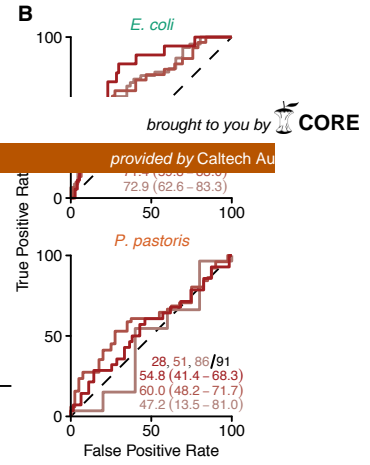 B
E. coli
100
brought to you by CORE
provided by Caltech Au
72.9 (62.6 – 83.3)
0
0 50 100
True Positive Rat
P. pastoris
100
50
28, 51, 86/91
54.8 (41.4 – 68.3)
60.0 (48.2 – 71.7)
47.2 (13.5 – 81.0)
0
0 50 100
False Positive Rate